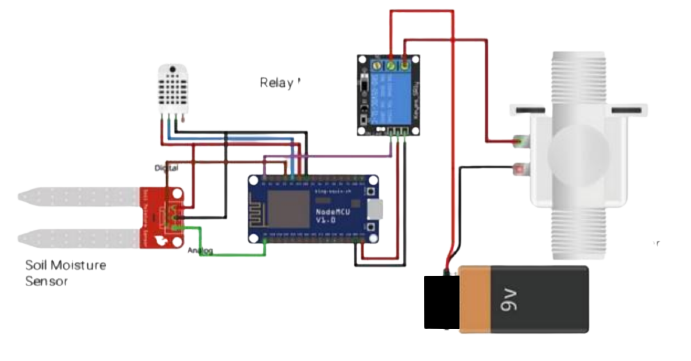 Relay
Digital
NodeMCU
V1.0
Analog
Soil Moisture
Sensor
9v